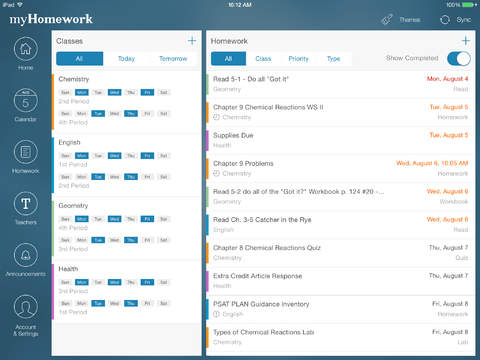 iPad
10:12 AM
myHomework
Themes
Sync
Home
AUG
5
Calendar
Homework
Teachers
Announcements
Account
& Settings
Classes
All Today Tomorrow
Chemistry
Sun Mon Tue Wed Thu Fri Sat
2nd Period
Sun Mon Tue Wed Thu Fri Sat
4th Period
English
Sun Mon Tue Wed Thu Fri Sat
1st Period
Sun Mon Tue Wed Thu Fri Sat
2nd Period
Geometry
Sun Mon Tue Wed Thu Fri Sat
4th Period
Sun Mon Tue Wed Thu Fri Sat
3rd Period
Health
Sun Mon Tue Wed Thu Fri Sat
3rd Period
Sun Mon Tue Wed Thu Fri Sat
1st Period
Homework
All Class Priority Type
Show Completed
Read 5-1 - Do all "Got it" Mon, August 4
Geometry Read
Chapter 9 Chemical Reactions WS II Tue, August 5
Chemistry Homework
Supplies Due Tue, August 5
Health
Chapter 9 Problems Wed, August 6, 10:05 AM
Chemistry Homework
Read 5-2 do all of the "Got it? Workbook p. 124 #20 -... Wed, August 6
Geometry Workbook
Read Ch. 3-5 Catcher in the Rye Wed, August 6
English Read
Chapter 8 Chemical Reactions Quiz Thu, August 7
Chemistry Quiz
Extra Credit Article Response Thu, August 7
Health Homework
PSAT PLAN Guidance Inventory Fri, August 8
English Homework
Types of Chemical Reactions Lab Fri, August 8
Chemistry Lab